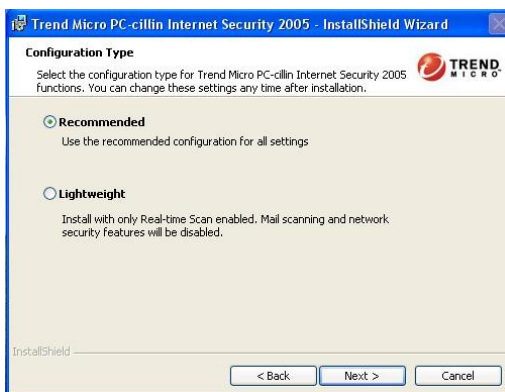 Trend Micro PC-cillin Internet Security 2005 - InstallShield Wizard
Configuration Type
Select the configuration type for Trend Micro PC-cillin Internet Security 2005
functions. You can change these settings any time after installation.
TREND
MICRO
Recommended
Use the recommended configuration for all settings
Lightweight
Install with only Real-time Scan enabled. Mail scanning and network
security features will be disabled.
InstallShield
< Back
Next >
Cancel